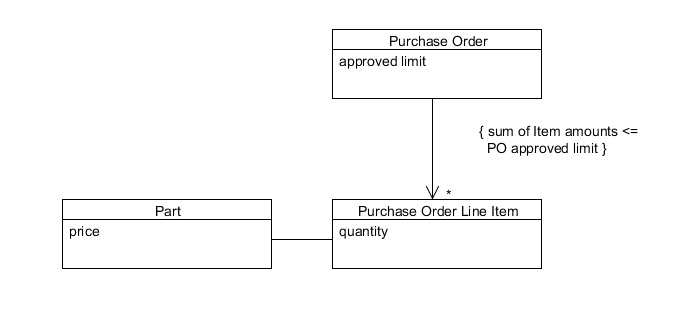 Purchase Order
approved limit
{ sum of Item amounts <=
PO approved limit }
*
Part
price
Purchase Order Line Item
quantity